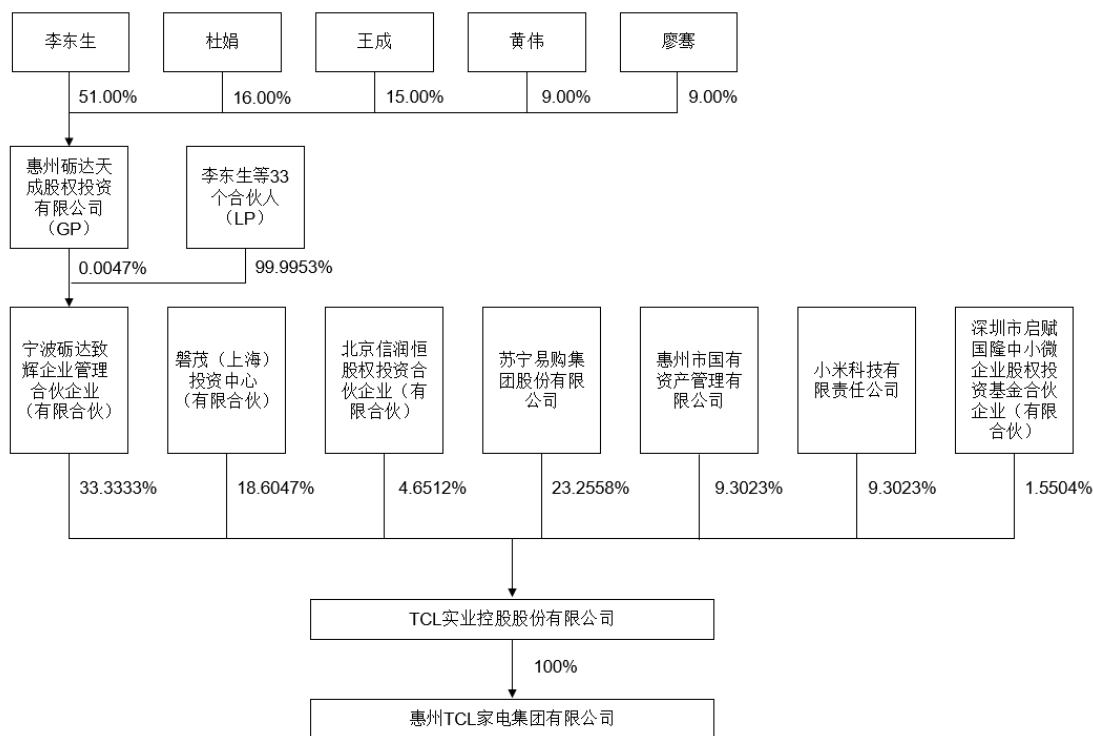 李东生
杜娟
王成
黄伟
廖骞
51.00%
16.00%
15.00%
9.00%
9.00%
惠州砺达天
成股权投资
有限公司
（GP）
李东生等33
个合伙人
（LP）
0.0047%
99.9953%
宁波砺达致
辉企业管理
合伙企业
（有限合伙）
磐茂（上海）
投资中心
（有限合伙）
北京信润恒
股权投资合
伙企业（有
限合伙）
苏宁易购集
团股份有限
公司
惠州市国有
资产管理有
限公司
小米科技有
限责任公司
深圳市启赋
国隆中小微
企业股权投
资基金合伙
企业（有限
合伙）
33.3333%
18.6047%
4.6512%
23.2558%
9.3023%
9.3023%
1.5504%
TCL实业控股股份有限公司
100%
惠州TCL家电集团有限公司